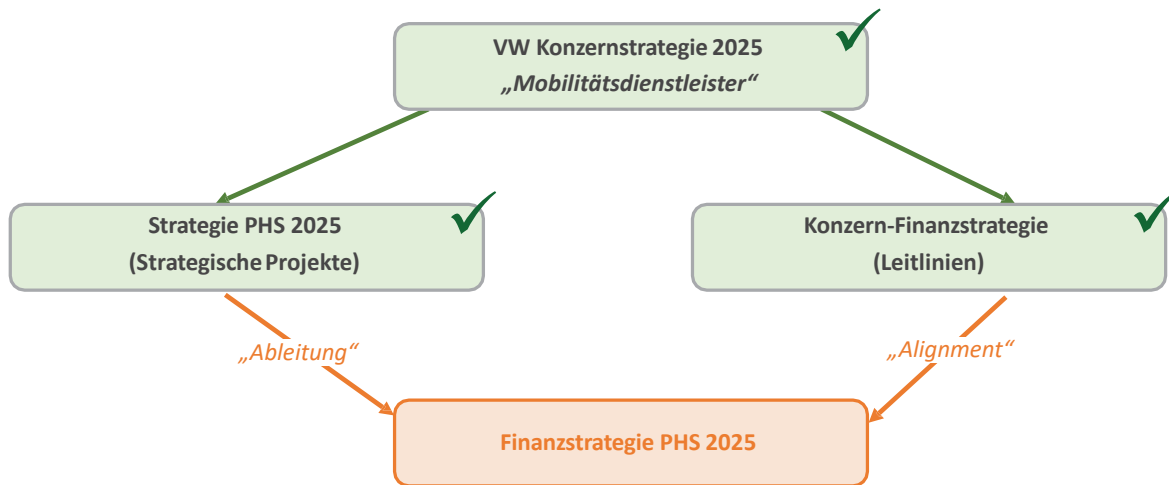 VW Konzernstrategie 2025
„Mobilitätsdienstleister“
Strategie PHS 2025
(Strategische Projekte)
Konzern-Finanzstrategie
(Leitlinien)
„Ableitung“
„Alignment“
Finanzstrategie PHS 2025